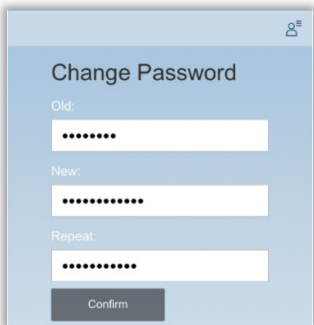 Change Password
Old:
••••••••
New:
••••••••••••
Repeat:
•••••••••••
Confirm